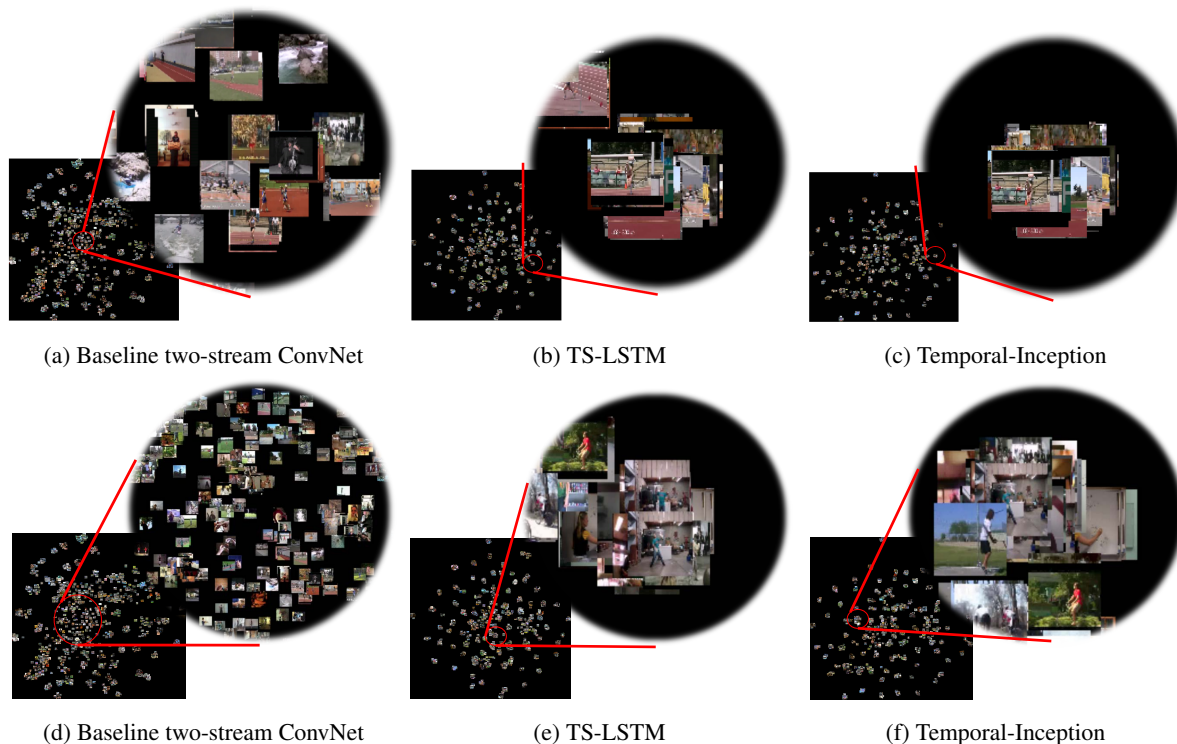 (a) Baseline two-stream ConvNet
(b) TS-LSTM
(c) Temporal-Inception
(d) Baseline two-stream ConvNet
(e) TS-LSTM
(f) Temporal-Inception